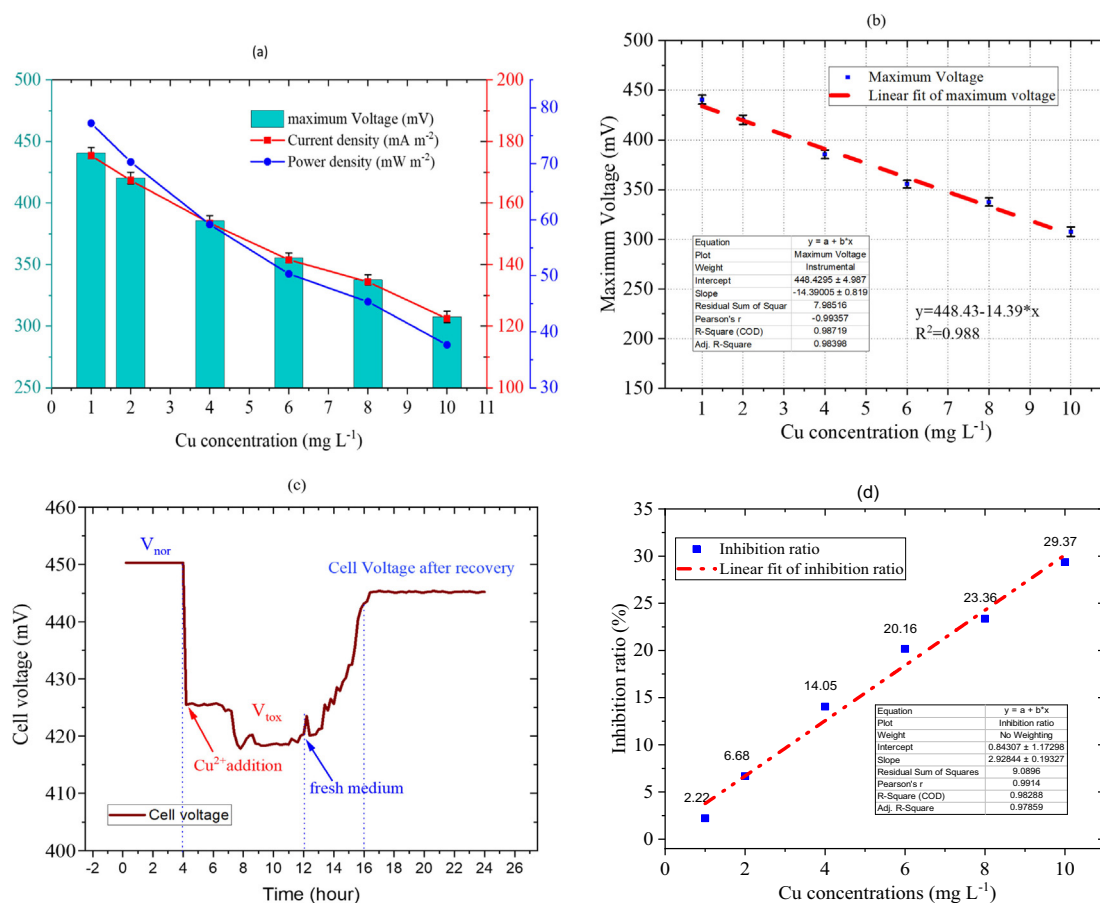 (a)
500
450
400
350
300
250
200
180
160
140
120
100
80
70
60
50
40
30
maximum Voltage (mV)
Current density (mA m⁻²)
Power density (mW m⁻²)
0 1 2 3 4 5 6 7 8 9 10 11
Cu concentration (mg L⁻¹)
(b)
500
450
400
350
300
250
200
150
Maximum Voltage (mV)
Maximum Voltage
Linear fit of maximum voltage
Equation y = a + b*x
Plot Maximum Voltage
Weight Instrumental
Intercept 448.4295 ± 4.987
Slope -14.39005 ± 0.819
Residual Sum of Squar 7.98516
Pearson's r -0.99357
R-Square (COD) 0.98719
Adj. R-Square 0.98398
y=448.43-14.39*x
R²=0.988
1 2 3 4 5 6 7 8 9 10
Cu concentration (mg L⁻¹)
(c)
460
450
440
430
420
410
400
Cell voltage (mV)
Vnor
Cell Voltage after recovery
Vtox
Cu²⁺addition
fresh medium
Cell voltage
-2 0 2 4 6 8 10 12 14 16 18 20 22 24 26
Time (hour)
(d)
35
30
25
20
15
10
5
0
Inhibition ratio (%)
Inhibition ratio
Linear fit of inhibition ratio
2.22
6.68
14.05
20.16
23.36
29.37
Equation y = a + b*x
Plot Inhibition ratio
Weight No Weighting
Intercept 0.84307 ± 1.17298
Slope 2.92844 ± 0.19327
Residual Sum of Squares 9.0896
Pearson's r 0.9914
R-Square (COD) 0.98288
Adj. R-Square 0.97859
2 4 6 8 10
Cu concentrations (mg L⁻¹)